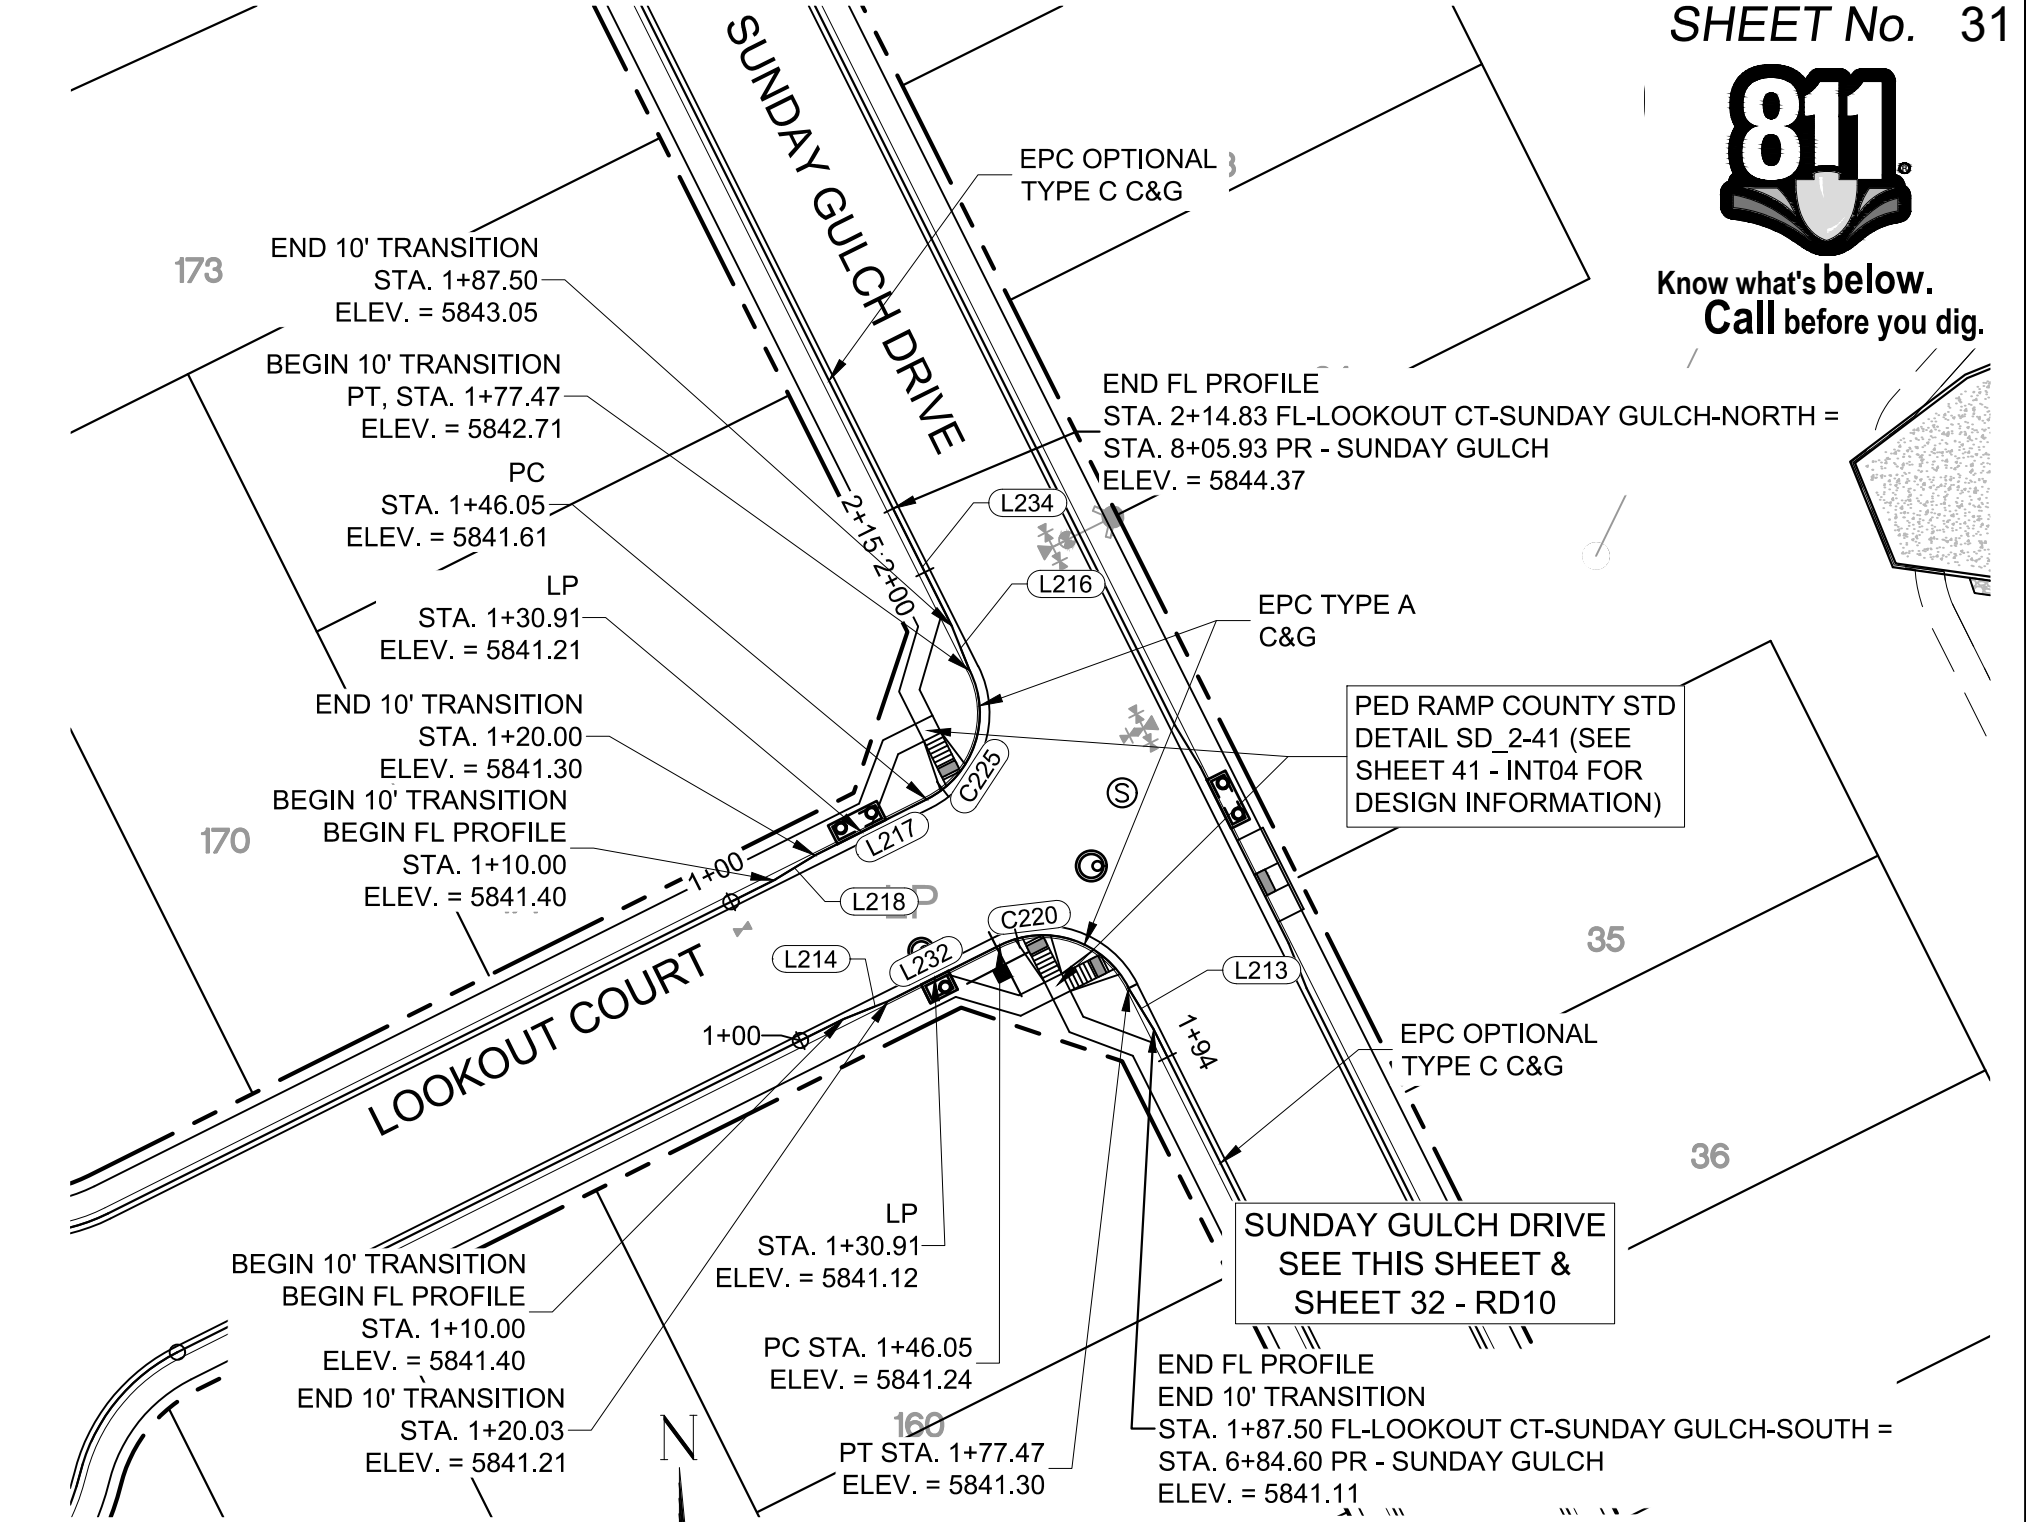 SHEET No. 31
811
®
Know what's below.
Call before you dig.
SUNDAY GULCH DRIVE
EPC OPTIONAL
TYPE C C&G
173
END 10' TRANSITION
STA. 1+87.50
ELEV. = 5843.05
BEGIN 10' TRANSITION
PT, STA. 1+77.47
ELEV. = 5842.71
PC
STA. 1+46.05
ELEV. = 5841.61
LP
STA. 1+30.91
ELEV. = 5841.21
END 10' TRANSITION
STA. 1+20.00
ELEV. = 5841.30
BEGIN 10' TRANSITION
BEGIN FL PROFILE
STA. 1+10.00
ELEV. = 5841.40
170
END FL PROFILE
STA. 2+14.83 FL-LOOKOUT CT-SUNDAY GULCH-NORTH =
STA. 8+05.93 PR - SUNDAY GULCH
ELEV. = 5844.37
L234
2+15
2+00
L216
EPC TYPE A
C&G
PED RAMP COUNTY STD
DETAIL SD_2-41 (SEE
SHEET 41 - INT04 FOR
DESIGN INFORMATION)
C225
S
L217
1+00
L218
LP
C220
L214
L232
L213
35
LOOKOUT COURT
1+00
1+94
EPC OPTIONAL
TYPE C C&G
36
SUNDAY GULCH DRIVE
SEE THIS SHEET &
SHEET 32 - RD10
LP
STA. 1+30.91
ELEV. = 5841.12
BEGIN 10' TRANSITION
BEGIN FL PROFILE
STA. 1+10.00
ELEV. = 5841.40
END 10' TRANSITION
STA. 1+20.03
ELEV. = 5841.21
PC STA. 1+46.05
ELEV. = 5841.24
160
PT STA. 1+77.47
ELEV. = 5841.30
N
END FL PROFILE
END 10' TRANSITION
STA. 1+87.50 FL-LOOKOUT CT-SUNDAY GULCH-SOUTH =
STA. 6+84.60 PR - SUNDAY GULCH
ELEV. = 5841.11